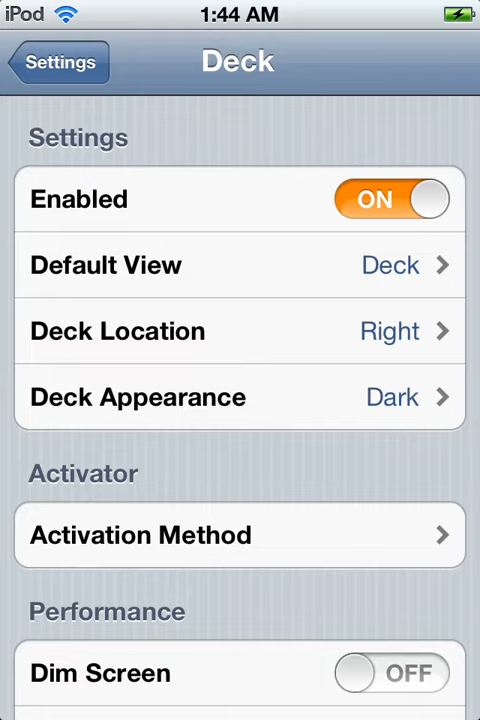 iPod 1:44 AM
Settings Deck
Settings
Enabled ON
Default View Deck
Deck Location Right
Deck Appearance Dark
Activator
Activation Method
Performance
Dim Screen OFF